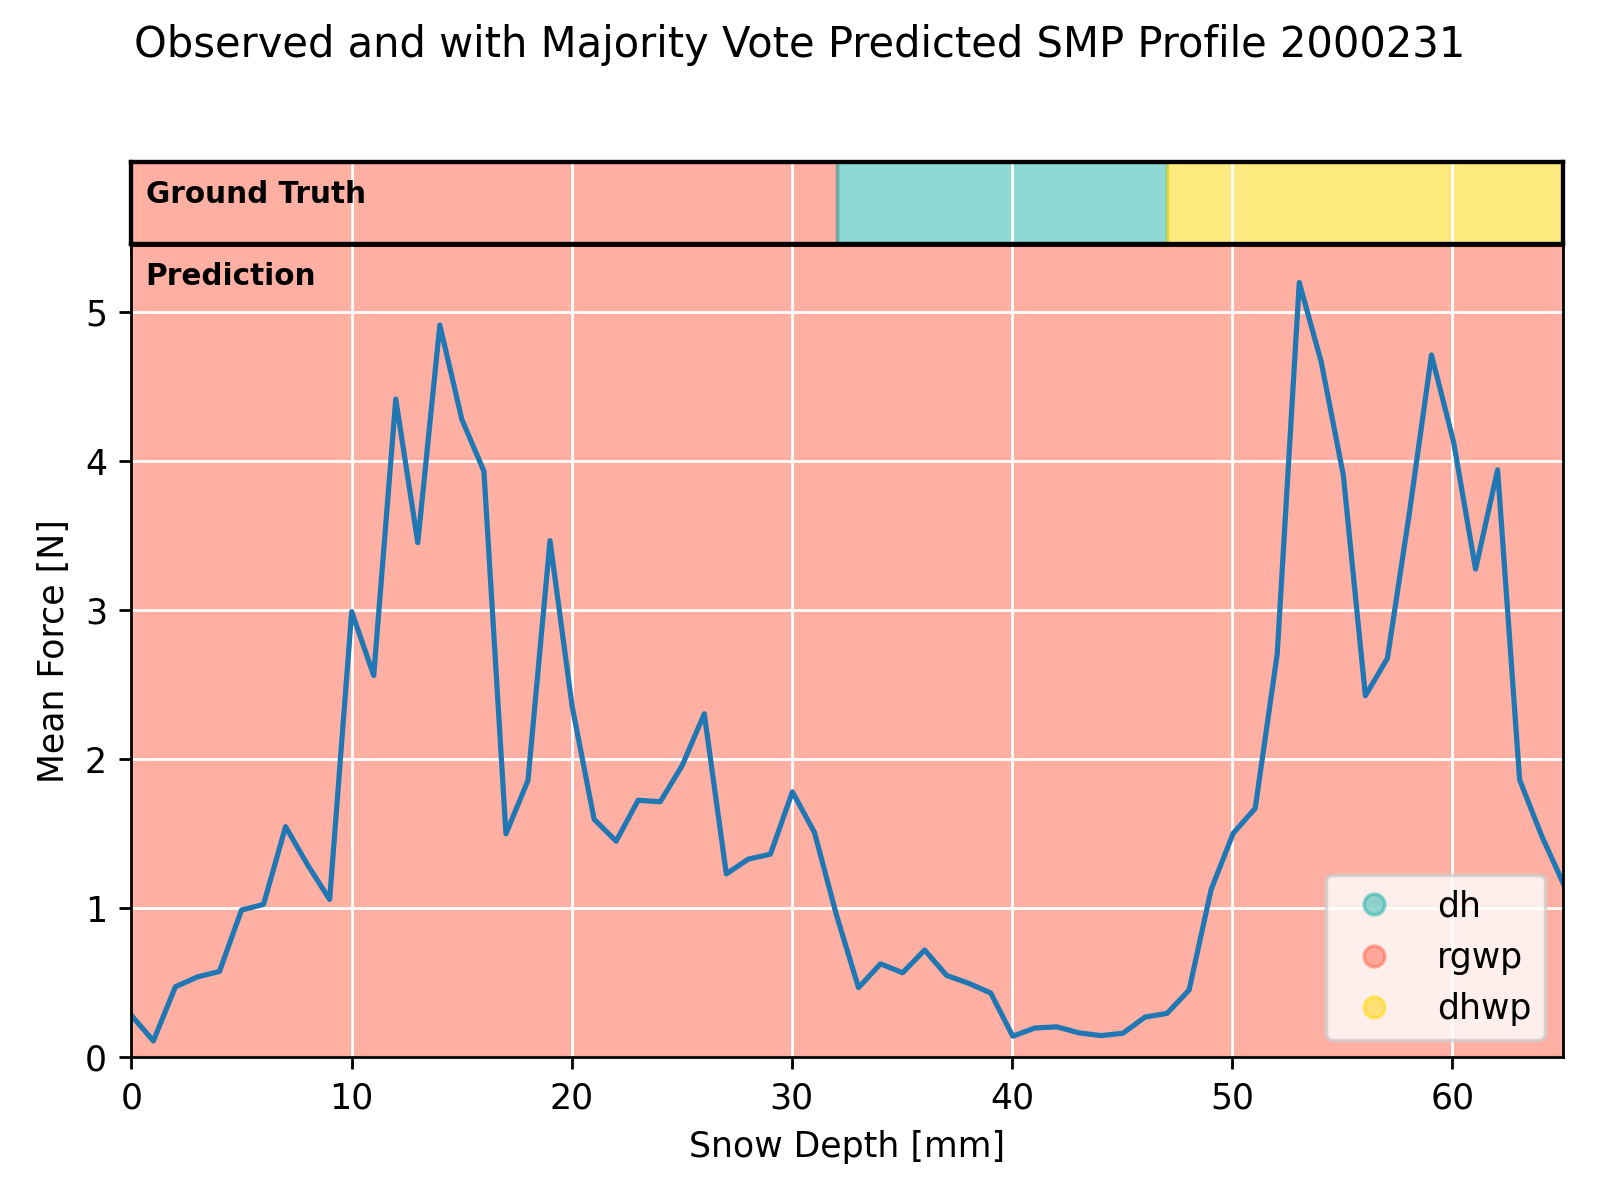 Observed and with Majority Vote Predicted SMP Profile 2000231
Ground Truth
Prediction
5
4
3
2
1
0
Mean Force [N]
dh
rgwp
dhwp
0 10 20 30 40 50 60
Snow Depth [mm]